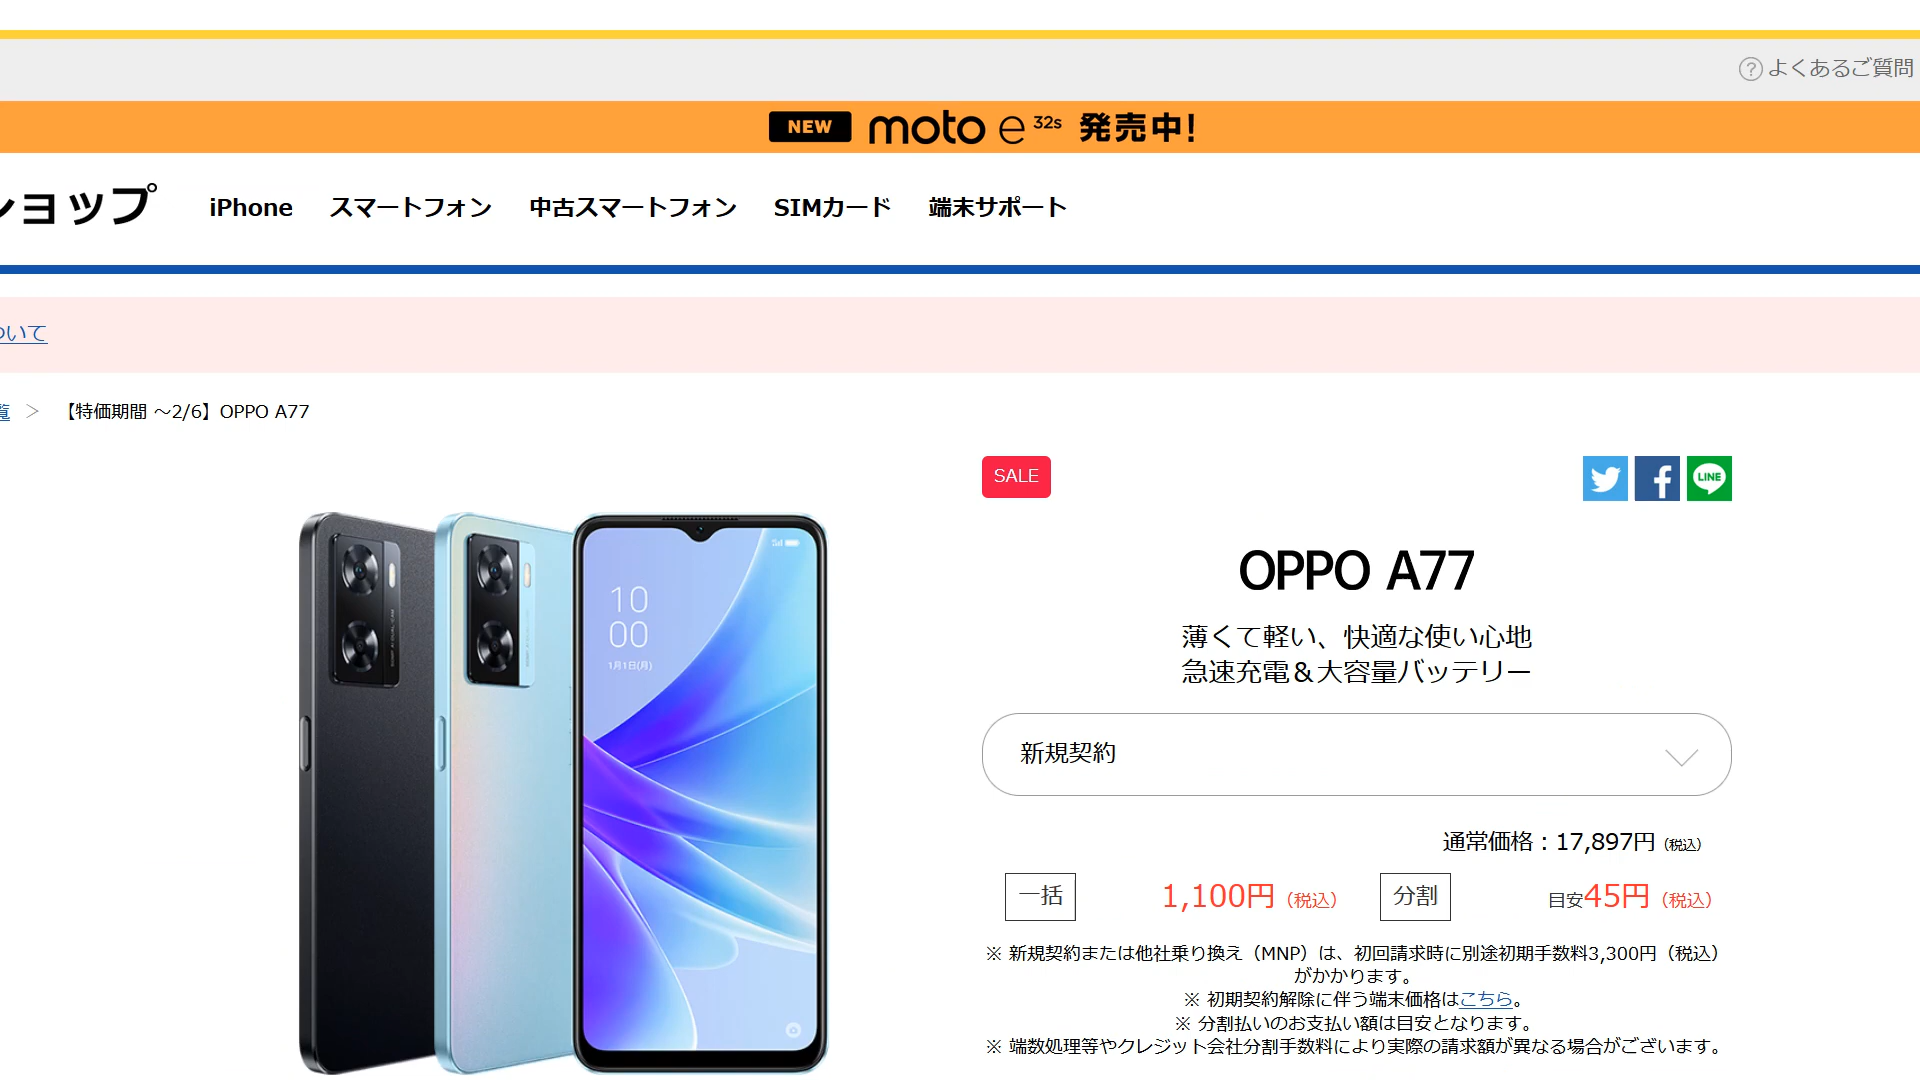 よくあるご質問
NEW moto e 32s 発売中!
ショップ
iPhone スマートフォン 中古スマートフォン SIMカード 端末サポート
ついて
覧 > 【特価期間 ～2/6】OPPO A77
SALE
LINE
OPPO A77
薄くて軽い、快適な使い心地
急速充電＆大容量バッテリー
10
00
1月1日(月)
新規契約
通常価格：17,897円（税込）
一括 1,100円（税込） 分割 目安45円（税込）
※ 新規契約または他社乗り換え（MNP）は、初回請求時に別途初期手数料3,300円（税込）
がかかります。
※ 初期契約解除に伴う端末価格はこちら。
※ 分割払いのお支払い額は目安となります。
※ 端数処理等やクレジット会社分割手数料により実際の請求額が異なる場合がございます。